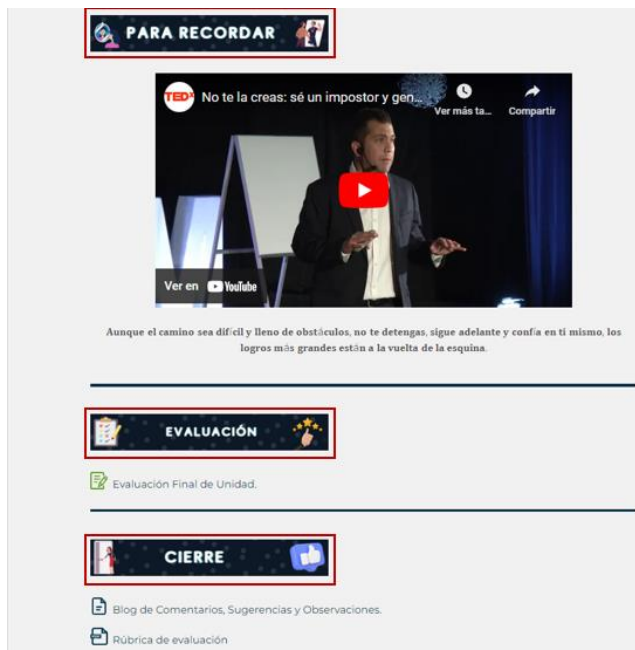 PARA RECORDAR
TEDx No te la creas: sé un impostor y gen...
Ver más ta... Compartir
Ver en YouTube
Aunque el camino sea difícil y lleno de obstáculos, no te detengas, sigue adelante y confía en ti mismo, los
logros más grandes están a la vuelta de la esquina.
EVALUACIÓN
Evaluación Final de Unidad.
CIERRE
Blog de Comentarios, Sugerencias y Observaciones.
Rúbrica de evaluación